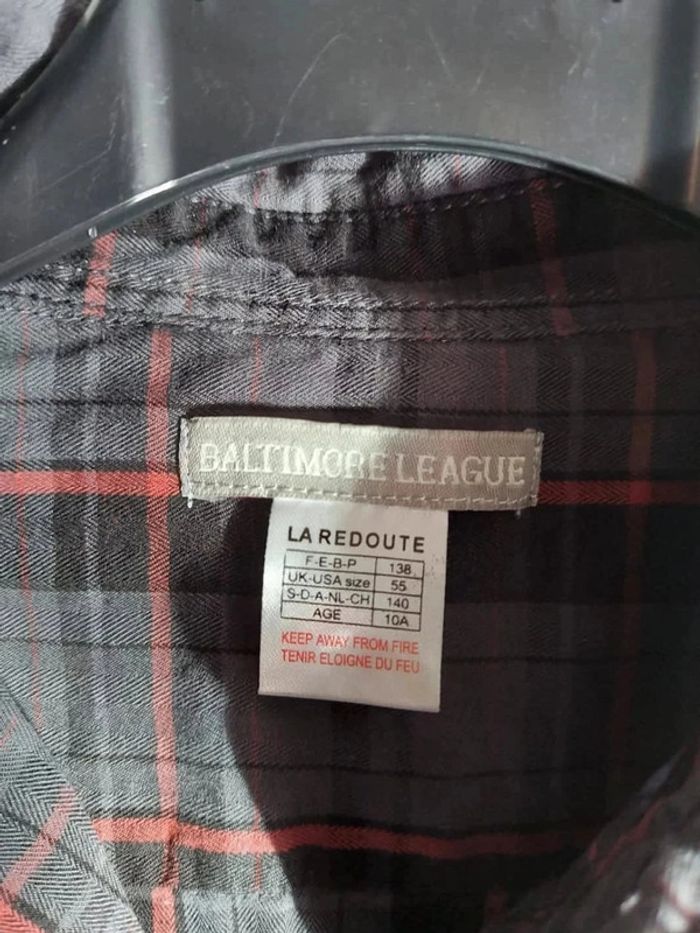 BALTIMORE LEAGUE
LA REDOUTE
F-E-B-P 138
UK-USA size 55
S-D-A-NL-CH 140
AGE 10A
KEEP AWAY FROM FIRE
TENIR ELOIGNE DU FEU